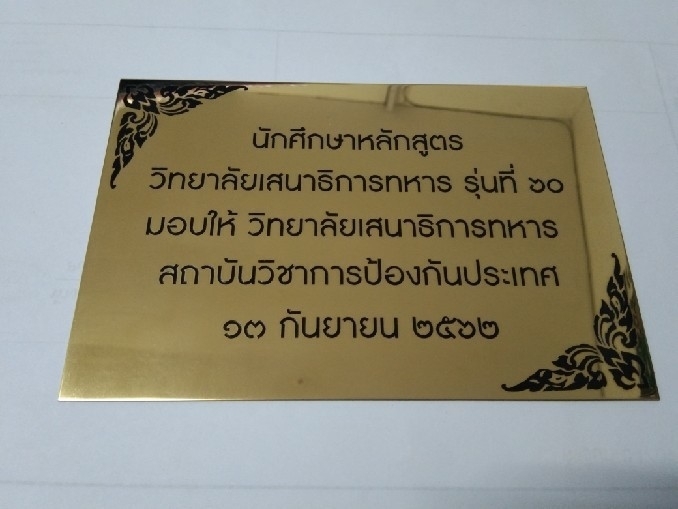 นักศึกษาหลักสูตร
วิทยาลัยเสนาธิการทหาร รุ่นที่ ๖๐
มอบให้ วิทยาลัยเสนาธิการทหาร
สถาบันวิชาการป้องกันประเทศ
๑๓ กันยายน ๒๕๖๒